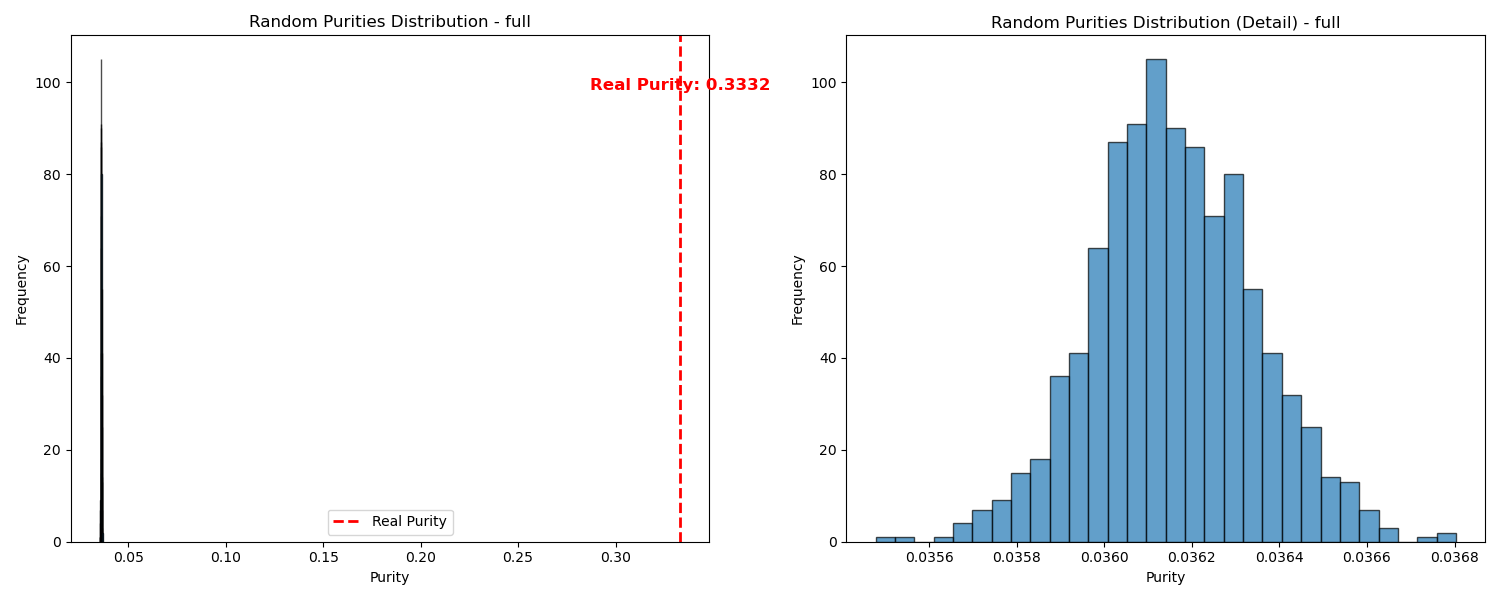 Random Purities Distribution - full
Real Purity: 0.3332
Frequency
100
80
60
40
20
0
Real Purity
0.05 0.10 0.15 0.20 0.25 0.30
Purity
Random Purities Distribution (Detail) - full
Frequency
100
80
60
40
20
0
0.0356 0.0358 0.0360 0.0362 0.0364 0.0366 0.0368
Purity